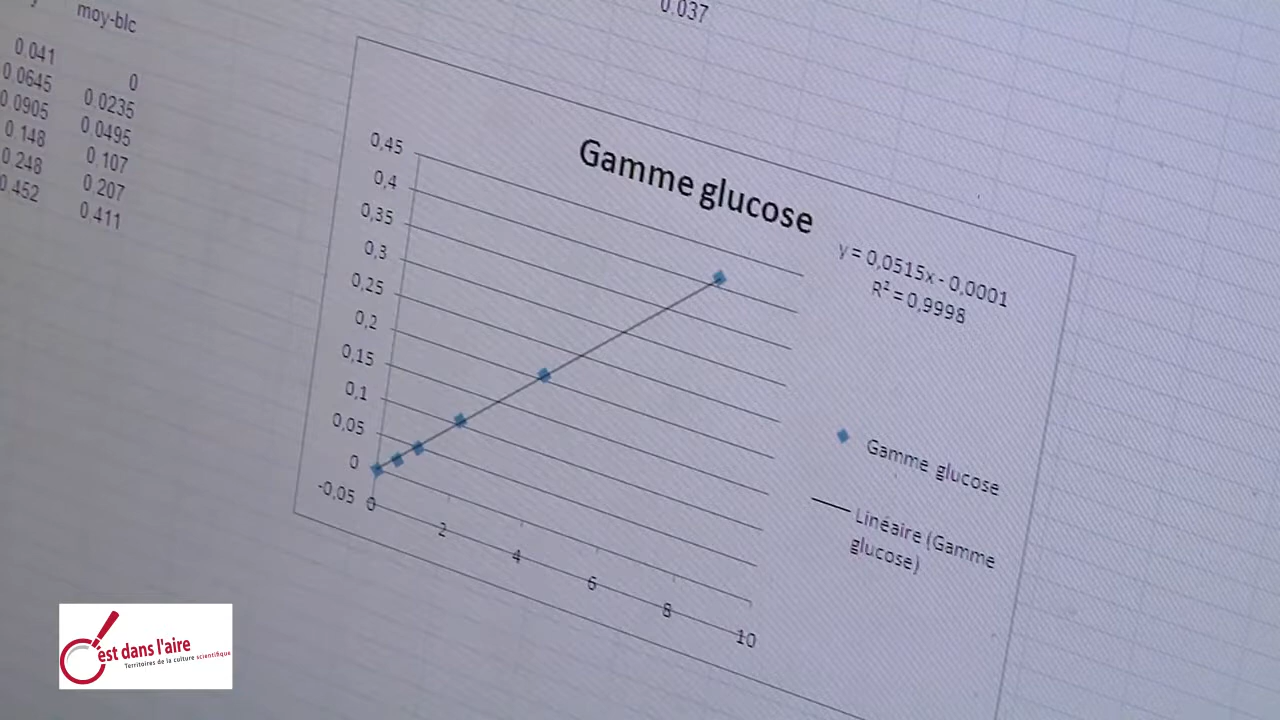 moy-blc
0.037
0.041 0
0.0645 0.0235
0.0905 0.0495
0.148 0.107
0.248 0.207
0.452 0.411
Gamme glucose
y = 0,0515x - 0,0001
R² = 0,9998
0,45
0,4
0,35
0,3
0,25
0,2
0,15
0,1
0,05
0
-0,05
0 2 4 6 8 10
Gamme glucose
Linéaire (Gamme
glucose)
C'est dans l'aire
Territoires de la culture scientifique